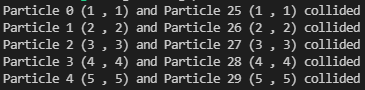 Particle 0 (1 , 1) and Particle 25 (1 , 1) collided
Particle 1 (2 , 2) and Particle 26 (2 , 2) collided
Particle 2 (3 , 3) and Particle 27 (3 , 3) collided
Particle 3 (4 , 4) and Particle 28 (4 , 4) collided
Particle 4 (5 , 5) and Particle 29 (5 , 5) collided